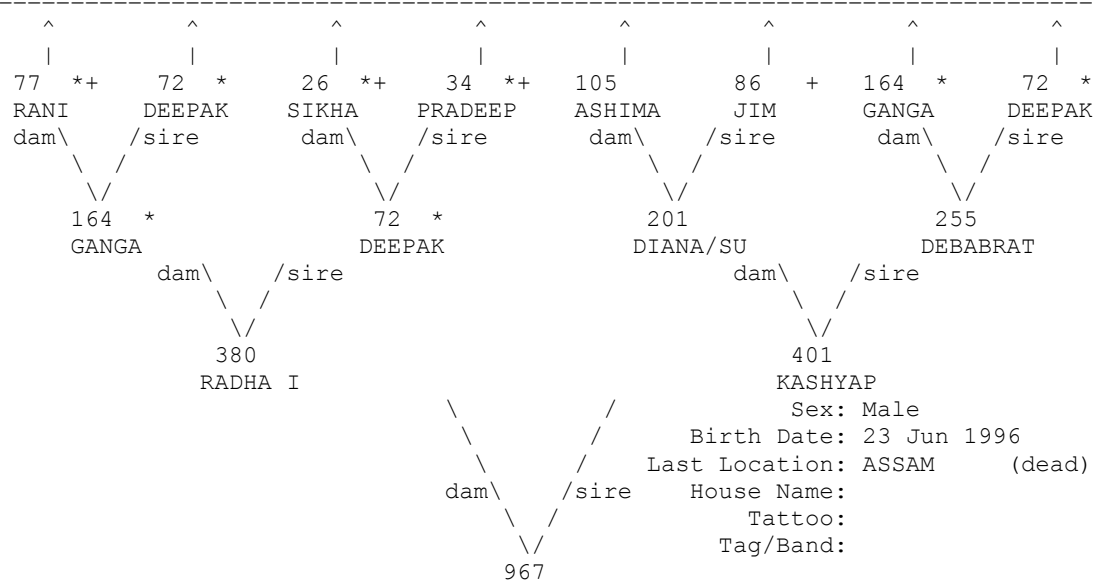 77 *+ 72 * 26 *+ 34 *+ 105 86 + 164 * 72 *
RANI DEEPAK SIKHA PRADEEP ASHIMA JIM GANGA DEEPAK
dam\ /sire dam\ /sire dam\ /sire dam\ /sire
164 * 72 * 201 255
GANGA DEEPAK DIANA/SU DEBABRAT
dam\ /sire dam\ /sire
380 401
RADHA I KASHYAP
Sex: Male
Birth Date: 23 Jun 1996
Last Location: ASSAM (dead)
dam\ /sire House Name:
Tattoo:
Tag/Band:
967